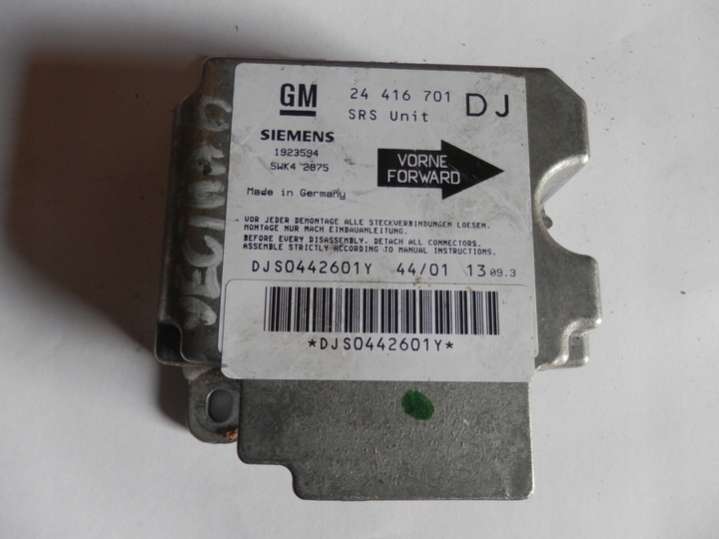 GM 24 416 701 DJ
SRS Unit
SIEMENS
1923594
5WK4 2875
VORNE
FORWARD
Made in Germany
VOR JEDER DEMONTAGE ALLE STECKVERBINDUNGEN LOESEN.
MONTAGE NUR MACH EINBAUANLEITUNG.
BEFORE EVERY DISASSEMBLY. DETACH ALL CONNECTORS.
ASSEMBLE STRICTLY ACCORDING TO MANUAL INSTRUCTIONS.
DJS0442601Y 44/01 13 09.3
*DJS0442601Y*